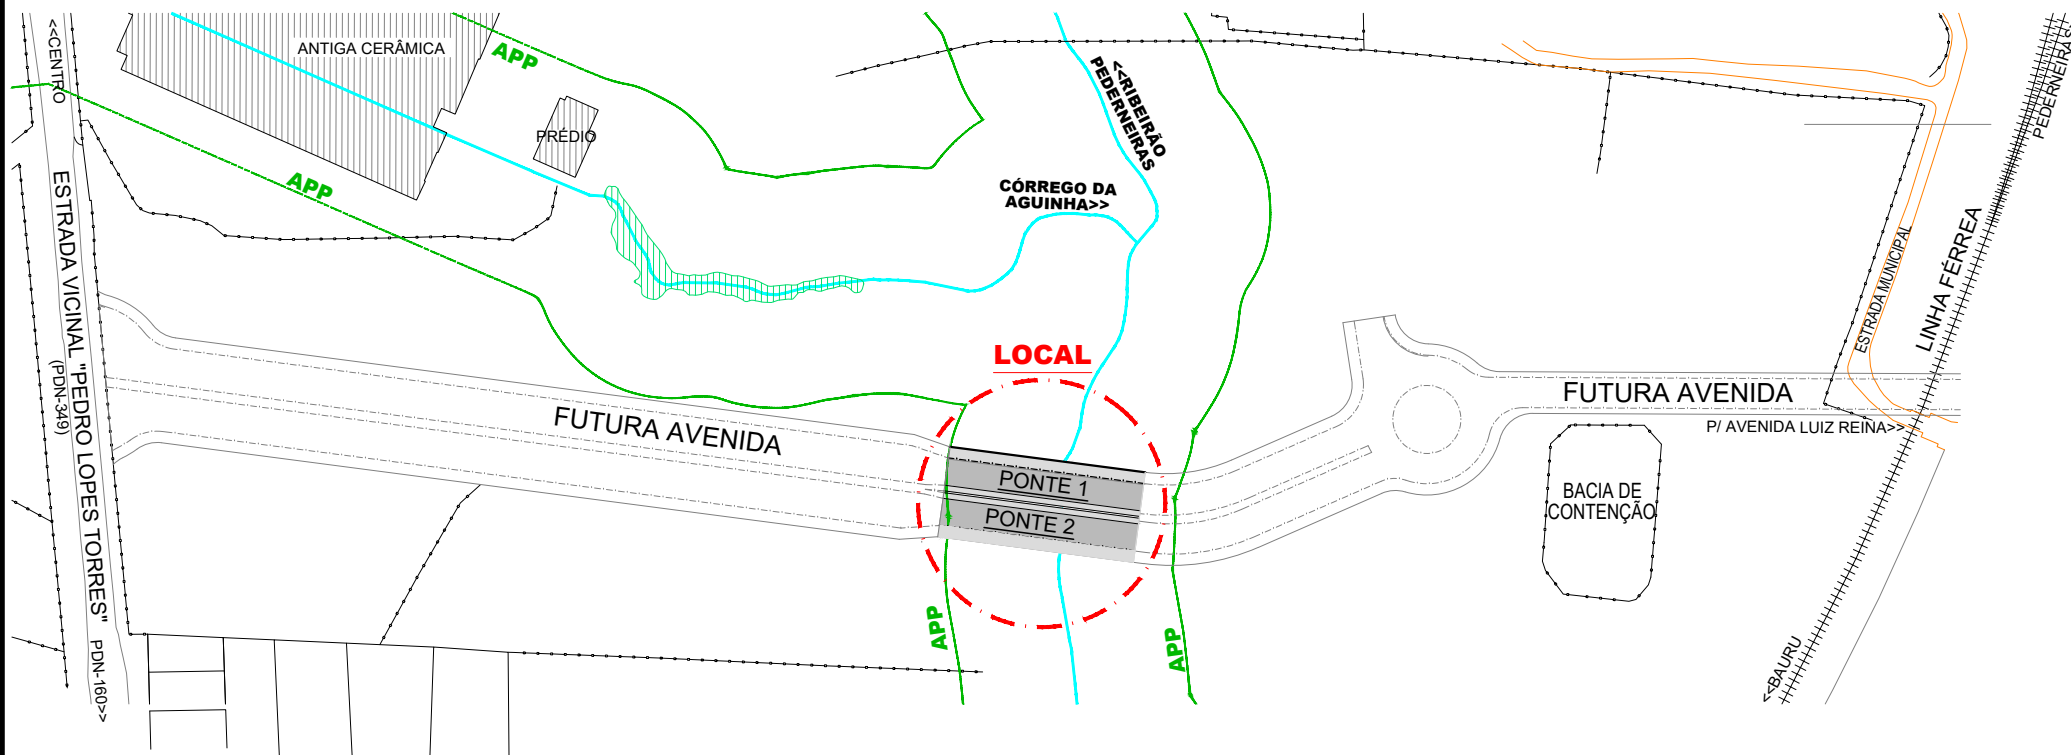 <<CENTRO
ANTIGA CERÂMICA
APP
<<RIBEIRÃO
PEDERNEIRAS
PEDERNEIRAS>>
PRÉDIO
APP
CÓRREGO DA
AGUINHA>>
ESTRADA VICINAL "PEDRO LOPES TORRES"
(PDN-349)
PDN-160>>
LOCAL
ESTRADA MUNICIPAL
LINHA FÉRREA
FUTURA AVENIDA
FUTURA AVENIDA
P/ AVENIDA LUIZ REINA>>
PONTE 1
PONTE 2
BACIA DE
CONTENÇÃO
APP
APP
<<BAURU